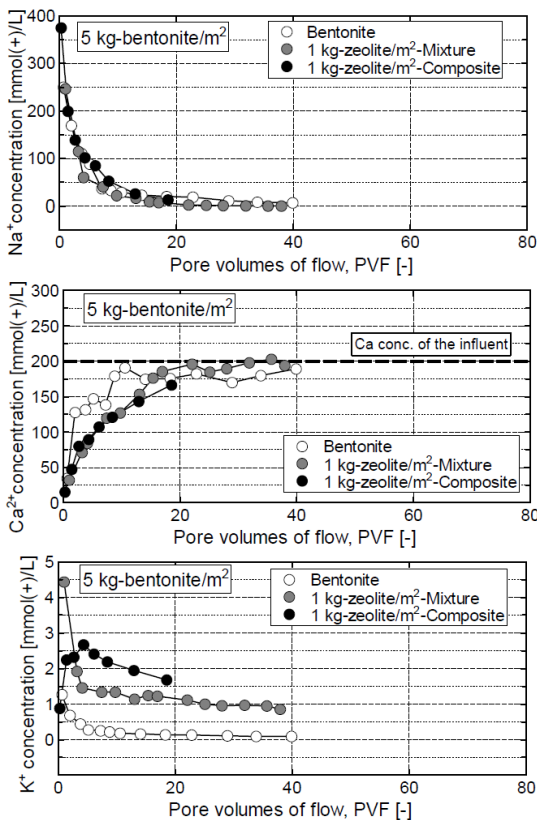 Na⁺concentration [mmol(+)/L]
400
350
300
200
100
0
5 kg-bentonite/m²
Bentonite
1 kg-zeolite/m²-Mixture
1 kg-zeolite/m²-Composite
0 20 40 60 80
Pore volumes of flow, PVF [-]
Ca²⁺concentration [mmol(+)/L]
300
250
200
150
100
50
0
5 kg-bentonite/m²
Ca conc. of the influent
Bentonite
1 kg-zeolite/m²-Mixture
1 kg-zeolite/m²-Composite
0 20 40 60 80
Pore volumes of flow, PVF [-]
K⁺ concentration [mmol(+)/L]
5
4
3
2
1
0
5 kg-bentonite/m²
Bentonite
1 kg-zeolite/m²-Mixture
1 kg-zeolite/m²-Composite
0 20 40 60 80
Pore volumes of flow, PVF [-]